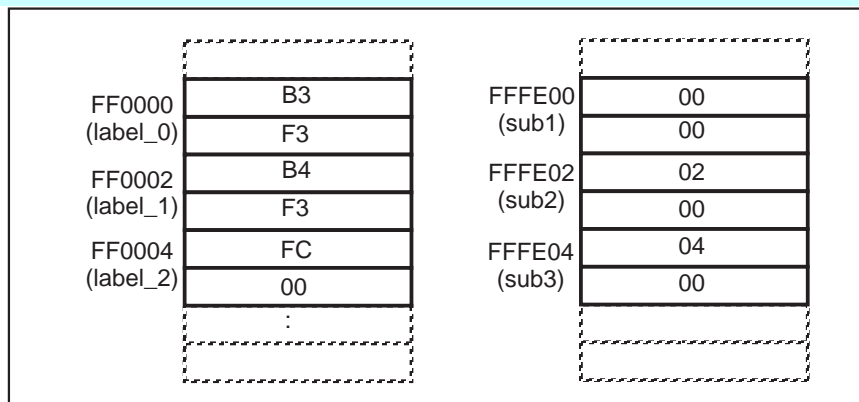 FF0000
(label_0)
B3
F3
FF0002
(label_1)
B4
F3
FF0004
(label_2)
FC
00
:
FFFE00
(sub1)
00
00
FFFE02
(sub2)
02
00
FFFE04
(sub3)
04
00